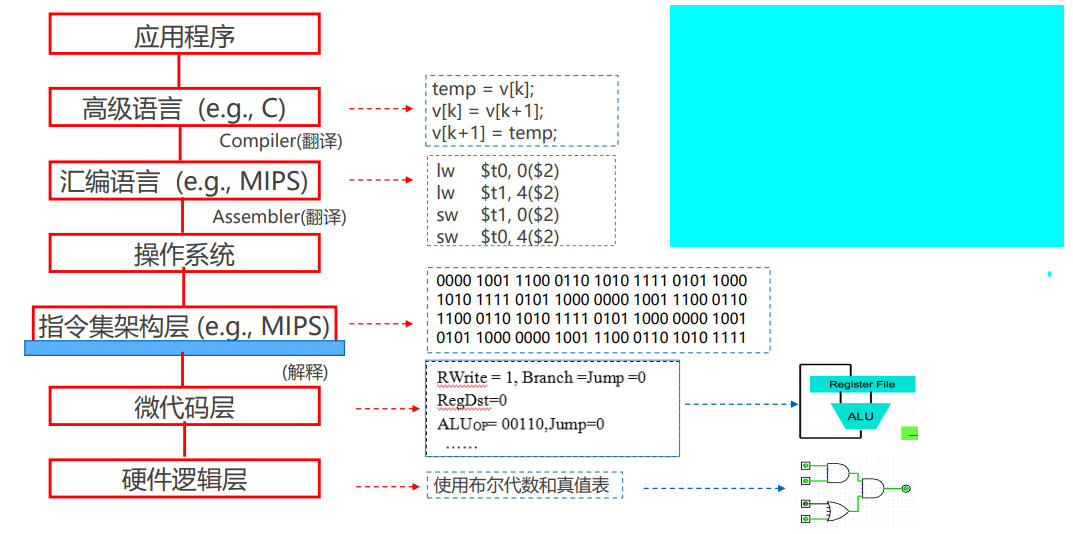 应用程序
高级语言 (e.g., C)
temp = v[k];
v[k] = v[k+1];
v[k+1] = temp;
Compiler(翻译)
汇编语言 (e.g., MIPS)
lw $t0, 0($2)
lw $t1, 4($2)
sw $t1, 0($2)
sw $t0, 4($2)
Assembler(翻译)
操作系统
指令集架构层 (e.g., MIPS)
0000 1001 1100 0110 1010 1111 0101 1000
1010 1111 0101 1000 0000 1001 1100 0110
1100 0110 1010 1111 0101 1000 0000 1001
0101 1000 0000 1001 1100 0110 1010 1111
(解释)
微代码层
RWrite = 1, Branch =Jump =0
RegDst=0
ALUOP= 00110,Jump=0
……
Register File
ALU
硬件逻辑层
使用布尔代数和真值表